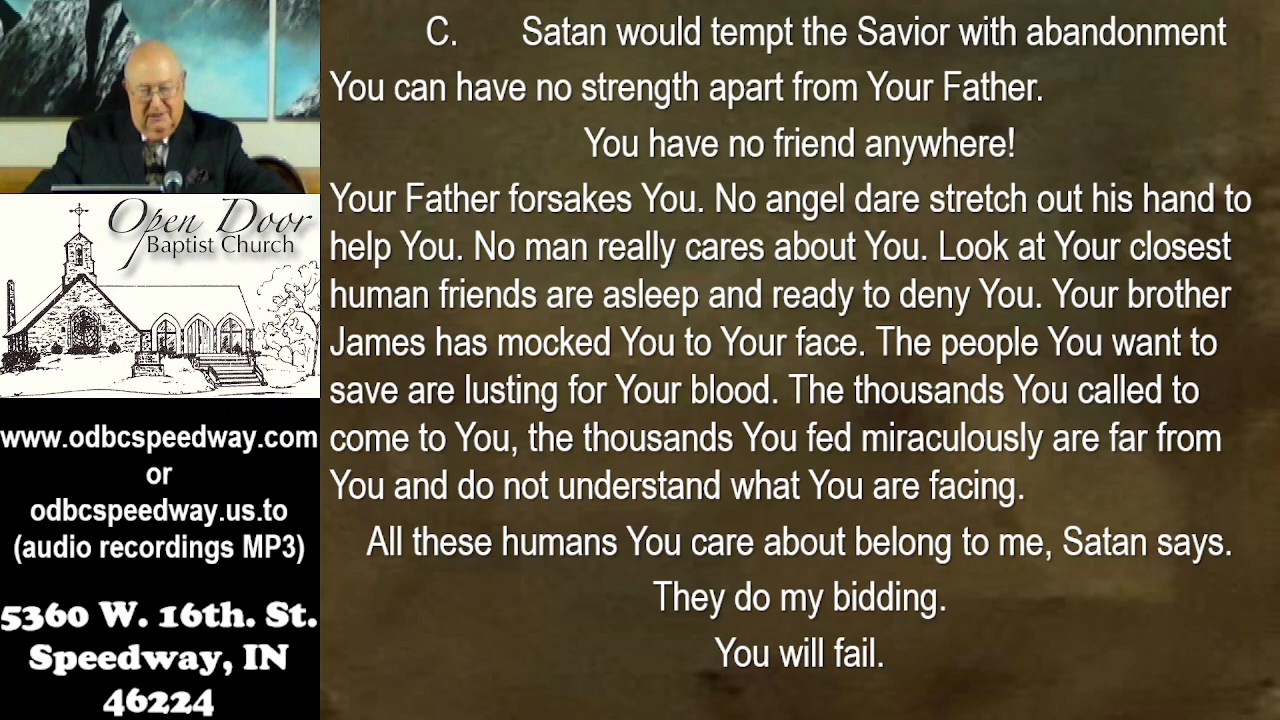 C. Satan would tempt the Savior with abandonment
You can have no strength apart from Your Father.
You have no friend anywhere!
Your Father forsakes You. No angel dare stretch out his hand to
help You. No man really cares about You. Look at Your closest
human friends are asleep and ready to deny You. Your brother
James has mocked You to Your face. The people You want to
save are lusting for Your blood. The thousands You called to
come to You, the thousands You fed miraculously are far from
You and do not understand what You are facing.
All these humans You care about belong to me, Satan says.
They do my bidding.
You will fail.
Open Door
Baptist Church
www.odbcspeedway.com
or
odbcspeedway.us.to
(audio recordings MP3)
5360 W. 16th. St.
Speedway, IN
46224